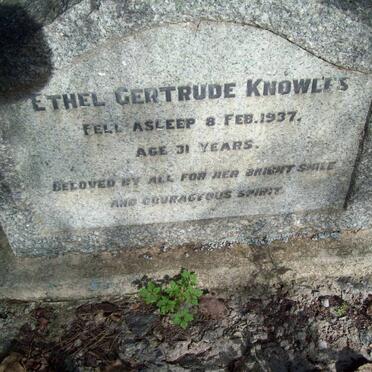 ETHEL GERTRUDE KNOWLES
FELL ASLEEP 8 FEB. 1937.
AGE 31 YEARS.
BELOVED BY ALL FOR HER BRIGHT SMILE
AND COURAGEOUS SPIRIT